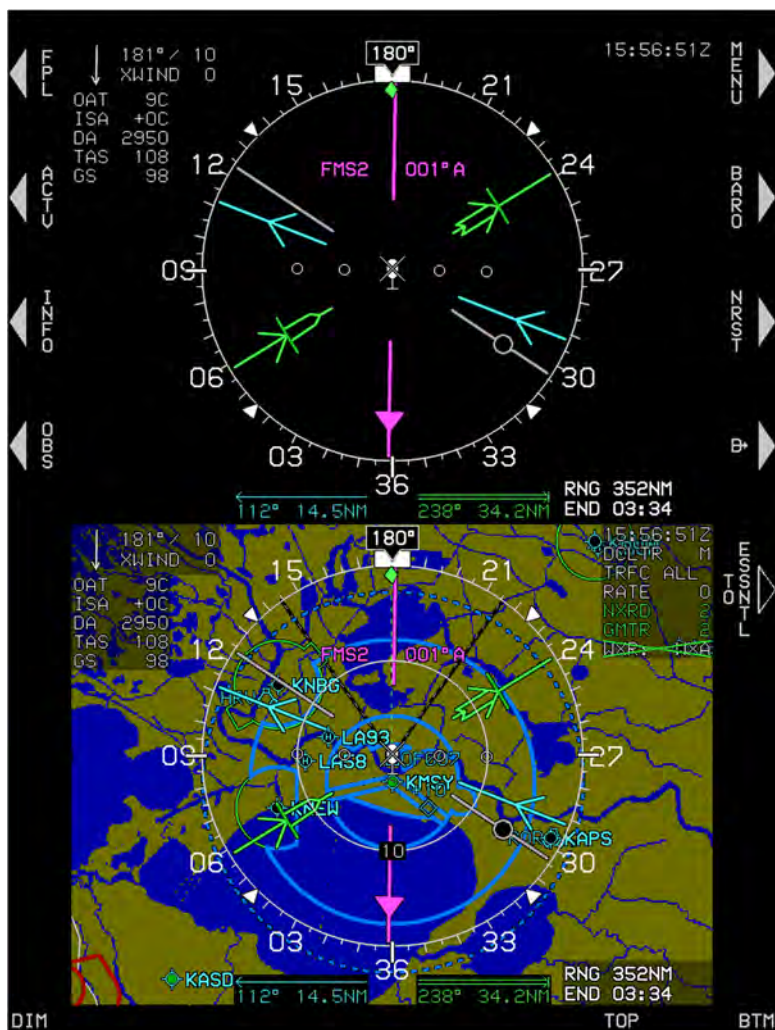 FPL
181°/ 10
XWIND 0
180°
15:56:51Z
MENU
OAT 9C
ISA +0C
DA 2950
TAS 108
GS 98
15
21
12
24
FMS2 001°A
ACTV
BARO
09
27
INFO
NRST
06
30
OBS
03
33
36
112° 14.5NM
238° 34.2NM
RNG 352NM
END 03:34
181°/ 10
XWIND 0
180°
15:56:51Z
DCLTR M
TRFC ALL
RATE 0
NXRD 2
GMTR 2
ESSNTL
TO
OAT 9C
ISA +0C
DA 2950
TAS 108
GS 98
15
21
12
24
FMS2 001°A
KNBG
LA93
09
LAS8
27
KMSY
KNEW
KAPS
06
10
30
03
33
36
KASD
112° 14.5NM
238° 34.2NM
RNG 352NM
END 03:34
DIM
TOP
BTM